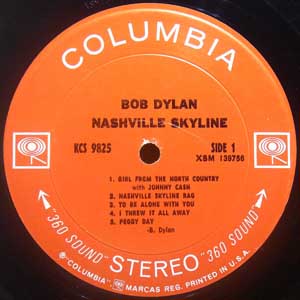 COLUMBIA
BOB DYLAN
NASHVILLE SKYLINE
KCS 9825
SIDE 1
XSM 139756
1. GIRL FROM THE NORTH COUNTRY
with JOHNNY CASH
2. NASHVILLE SKYLINE RAG
3. TO BE ALONE WITH YOU
4. I THREW IT ALL AWAY
5. PEGGY DAY
-B. Dylan
"360 SOUND" STEREO "360 SOUND"
® "COLUMBIA" MARCAS REG. PRINTED IN U.S.A.